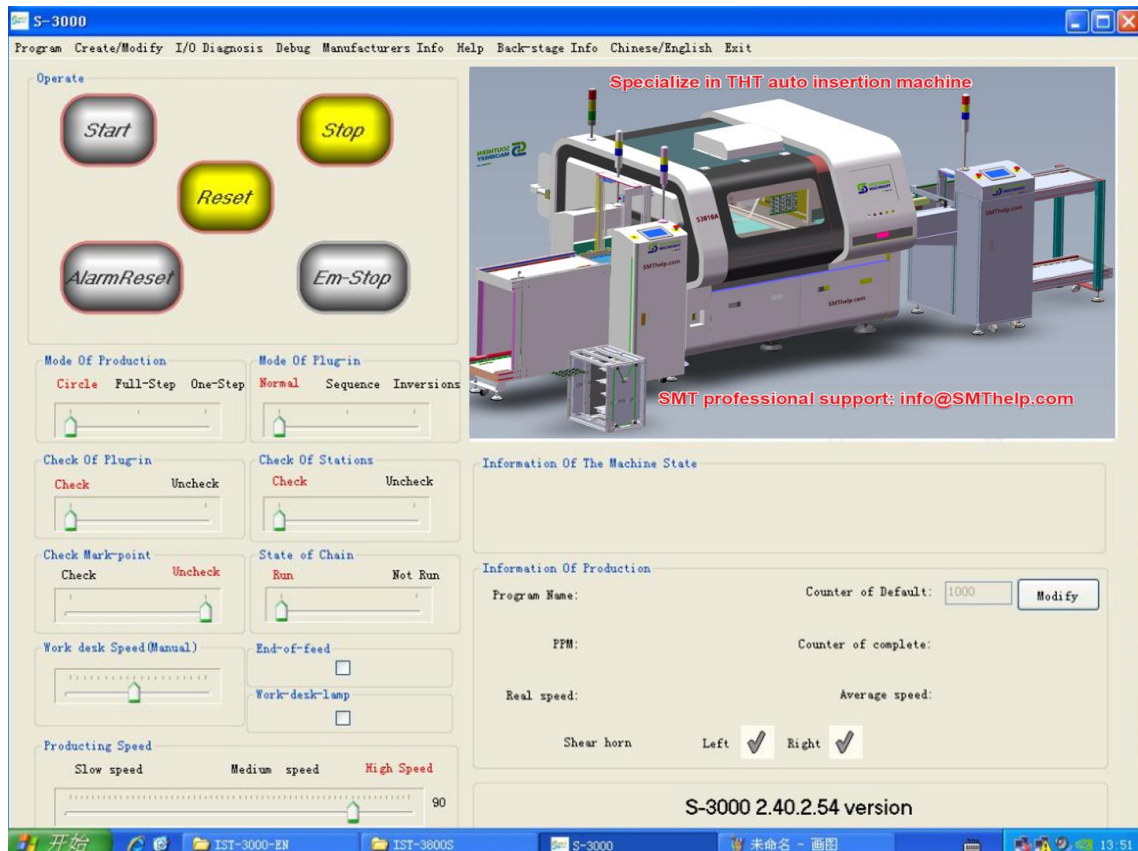 S-3000
Program Create/Modify I/O Diagnosis Debug Manufacturers Info Help Back-stage Info Chinese/English Exit
Operate
Start
Stop
Reset
AlarmReset
Em-Stop
Specialize in THT auto insertion machine
SOUTHERN MACHINERY
S3010A
SOUTHERN MACHINERY
SMThelp.com
SMThelp.com
SMThelp.com
SMT professional support: info@SMThelp.com
Mode Of Production
Circle Full-Step One-Step
Mode Of Plug-in
Normal Sequence Inversions
Check Of Plug-in
Check Uncheck
Check Of Stations
Check Uncheck
Check Mark-point
Check Uncheck
State of Chain
Run Not Run
Work desk Speed(Manual)
End-of-feed
Work-desk-lamp
Producting Speed
Slow speed Medium speed High Speed
90
Information Of The Machine State
Information Of Production
Program Name:
Counter of Default: 1000 Modify
PPM:
Counter of complete:
Real speed:
Average speed:
Shear horn Left Right
S-3000 2.40.2.54 version
开始 IST-3000-EN IST-3800S S-3000 未命名 - 画图 13:51